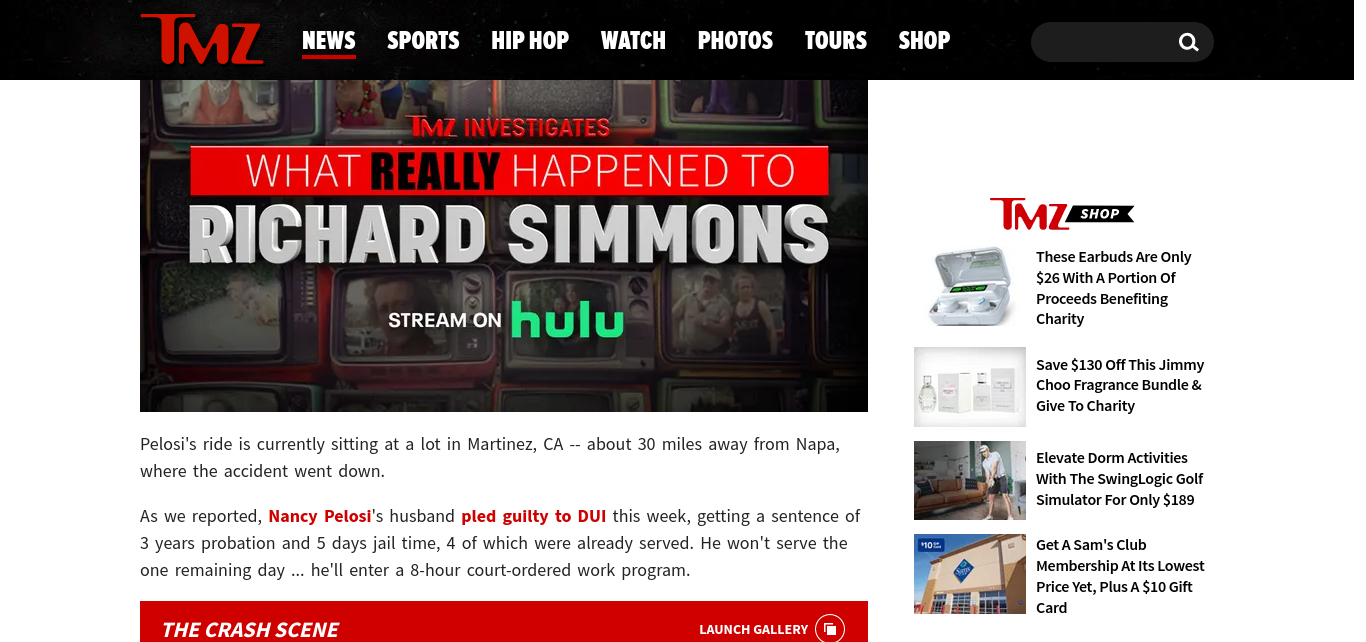 TMZ
NEWS
SPORTS
HIP HOP
WATCH
PHOTOS
TOURS
SHOP
TMZ INVESTIGATES
WHAT REALLY HAPPENED TO
RICHARD SIMMONS
STREAM ON hulu
Pelosi's ride is currently sitting at a lot in Martinez, CA -- about 30 miles away from Napa,
where the accident went down.
As we reported, Nancy Pelosi's husband pled guilty to DUI this week, getting a sentence of
3 years probation and 5 days jail time, 4 of which were already served. He won't serve the
one remaining day ... he'll enter a 8-hour court-ordered work program.
THE CRASH SCENE
LAUNCH GALLERY
TMZ SHOP
These Earbuds Are Only
$26 With A Portion Of
Proceeds Benefiting
Charity
Save $130 Off This Jimmy
Choo Fragrance Bundle &
Give To Charity
Elevate Dorm Activities
With The SwingLogic Golf
Simulator For Only $189
$10
Get A Sam's Club
Membership At Its Lowest
Price Yet, Plus A $10 Gift
Card